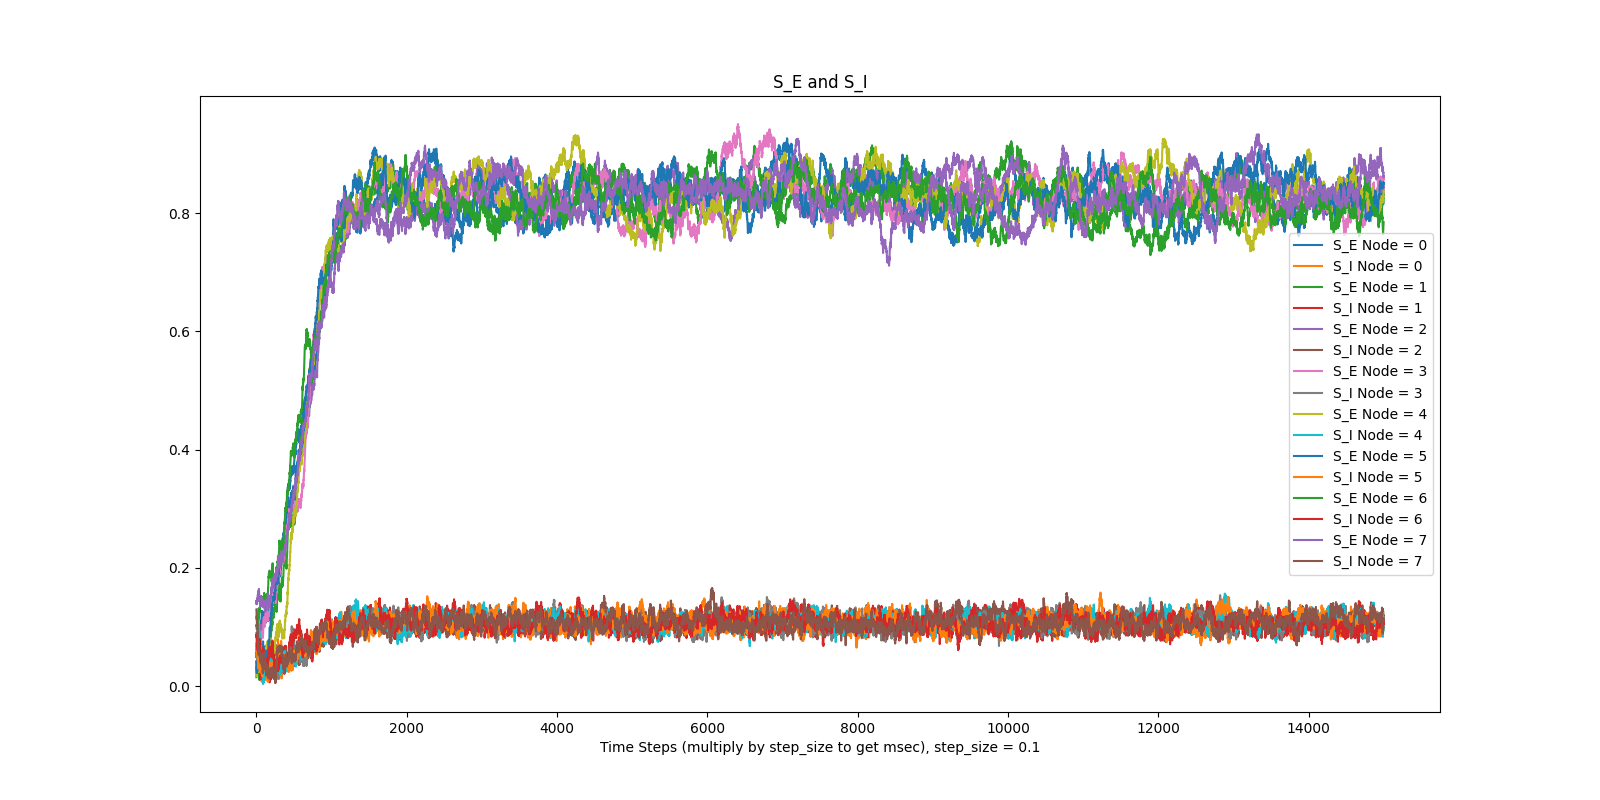 S_E and S_I
0.8
0.6
0.4
0.2
0.0
0 2000 4000 6000 8000 10000 12000 14000
Time Steps (multiply by step_size to get msec), step_size = 0.1
S_E Node = 0
S_I Node = 0
S_E Node = 1
S_I Node = 1
S_E Node = 2
S_I Node = 2
S_E Node = 3
S_I Node = 3
S_E Node = 4
S_I Node = 4
S_E Node = 5
S_I Node = 5
S_E Node = 6
S_I Node = 6
S_E Node = 7
S_I Node = 7